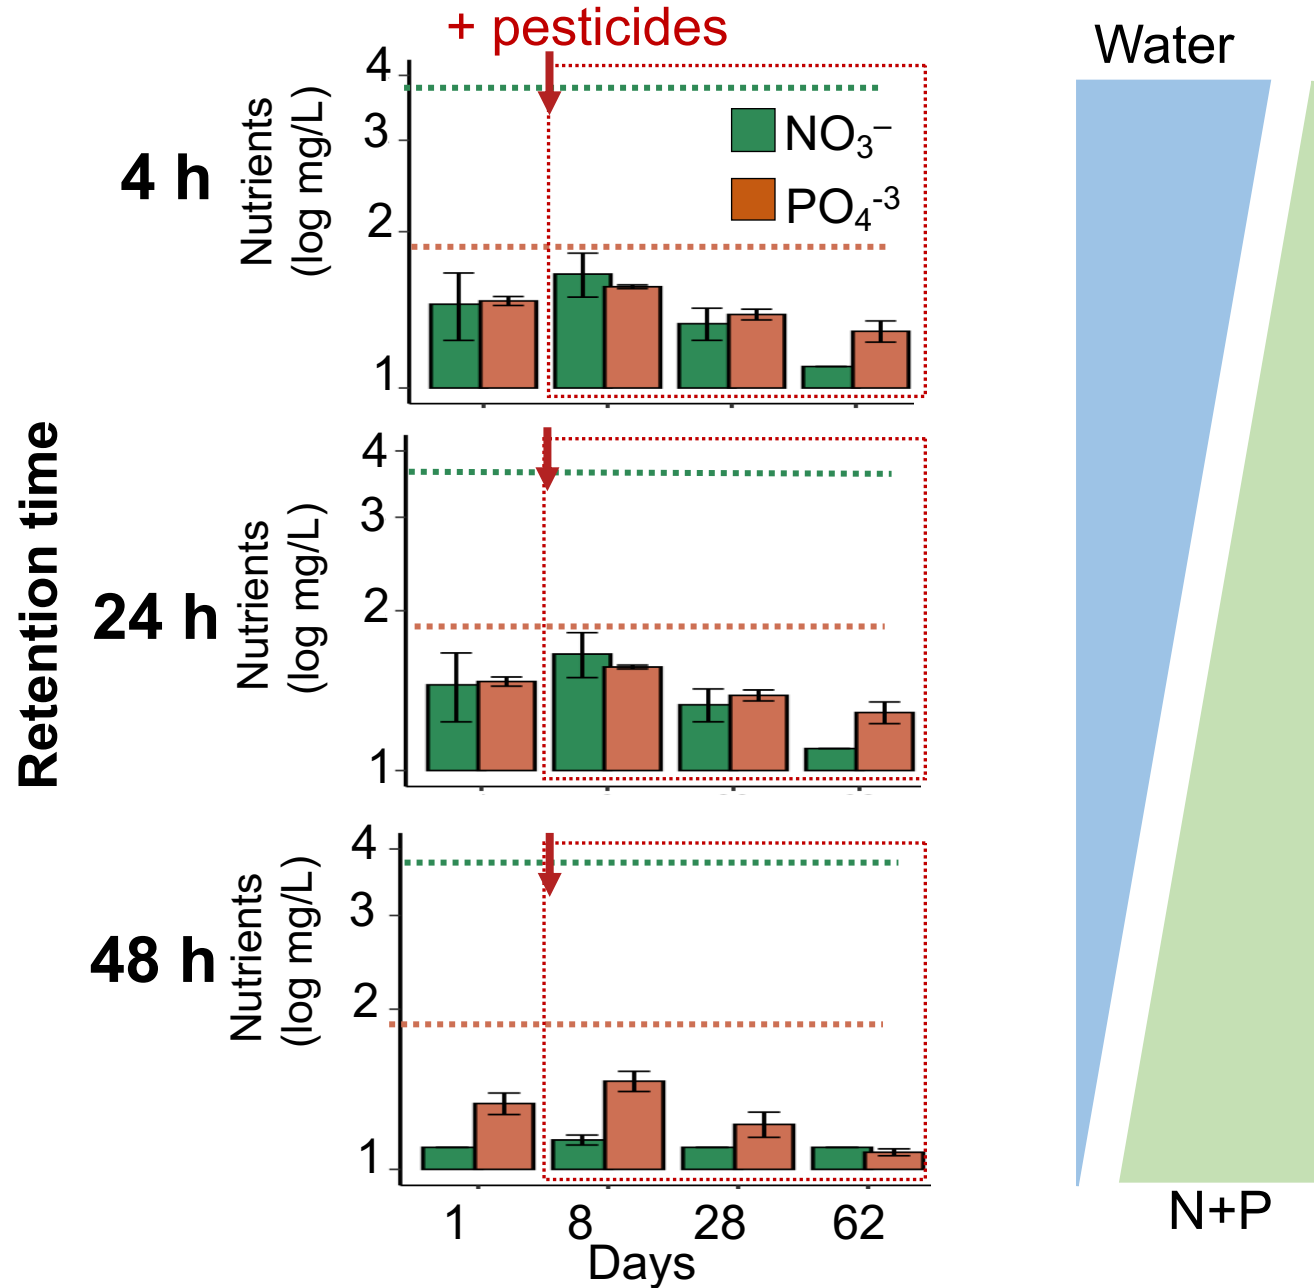 + pesticides
Water
4 h
Nutrients
(log mg/L)
4
3
2
1
NO₃⁻
PO₄⁻³
Retention time
24 h
Nutrients
(log mg/L)
4
3
2
1
48 h
Nutrients
(log mg/L)
4
3
2
1
1 8 28 62
Days
N+P